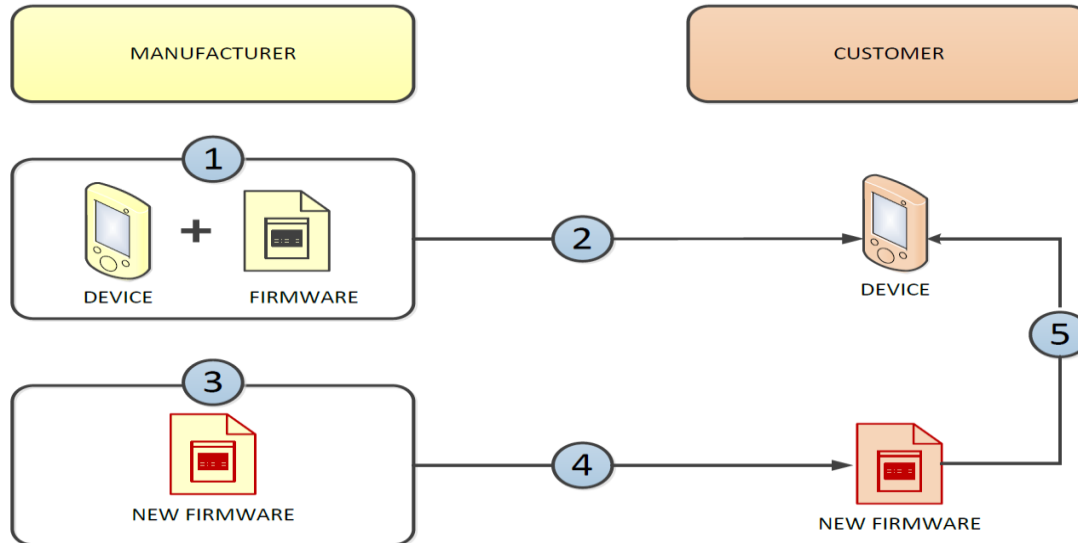 MANUFACTURER
CUSTOMER
1
DEVICE
+
FIRMWARE
2
DEVICE
5
3
NEW FIRMWARE
4
NEW FIRMWARE